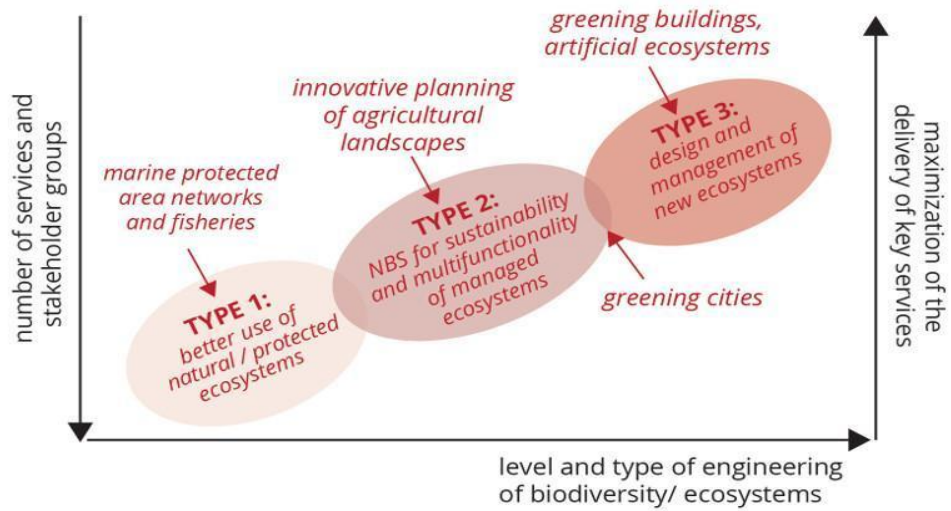 number of services and
stakeholder groups
marine protected
area networks
and fisheries
TYPE 1:
better use of
natural / protected
ecosystems
innovative planning
of agricultural
landscapes
TYPE 2:
NBS for sustainability
and multifunctionality
of managed
ecosystems
greening buildings,
artificial ecosystems
TYPE 3:
design and
management of
new ecosystems
greening cities
maximization of the
delivery of key services
level and type of engineering
of biodiversity/ ecosystems